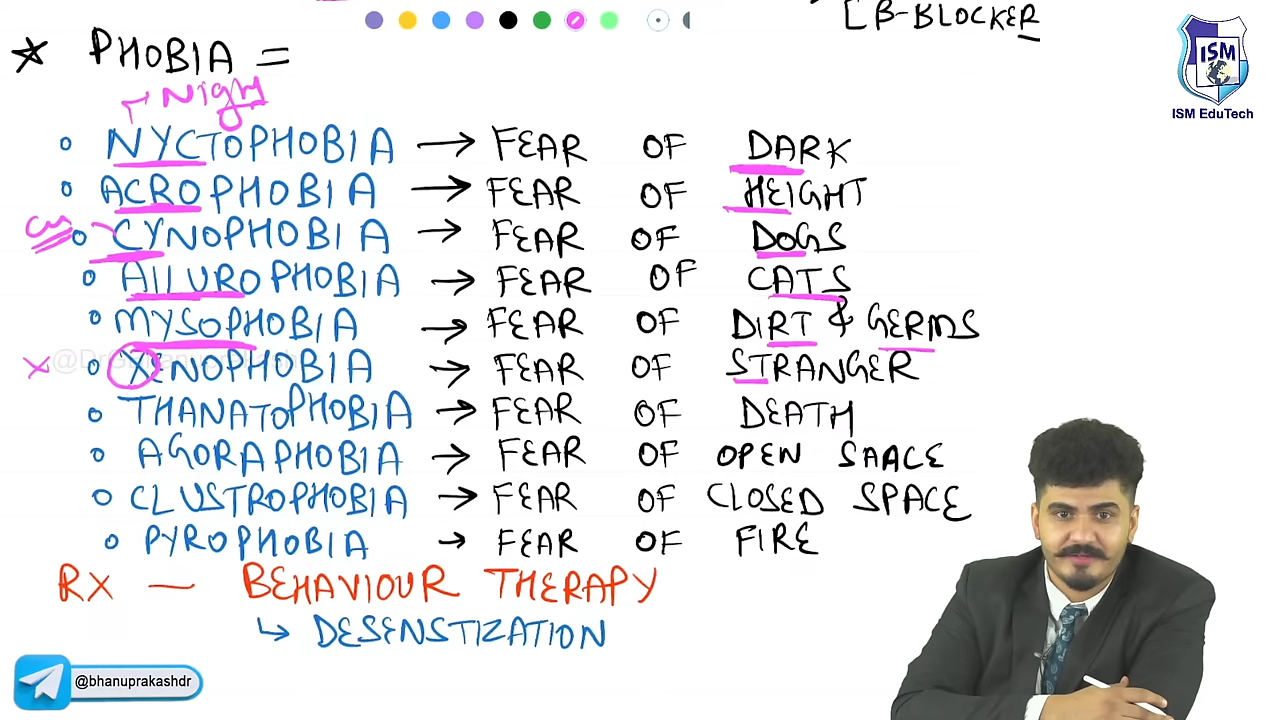 [ B-BLOCKER
ISM
ISM EduTech
* PHOBIA =
Night
NYCTOPHOBIA → FEAR OF DARK
ACROPHOBIA → FEAR OF HEIGHT
CYNOPHOBIA → FEAR OF DOGS
AILUROPHOBIA → FEAR OF CATS
MYSOPHOBIA → FEAR OF DIRT & GERMS
X XENOPHOBIA → FEAR OF STRANGER
THANATOPHOBIA → FEAR OF DEATH
AGORAPHOBIA → FEAR OF OPEN SAACE
CLUSTROPHOBIA → FEAR OF CLOSED SPACE
PYROPHOBIA → FEAR OF FIRE
RX — BEHAVIOUR THERAPY
↳ DESENSTIZATION
@bhanuprakashdr